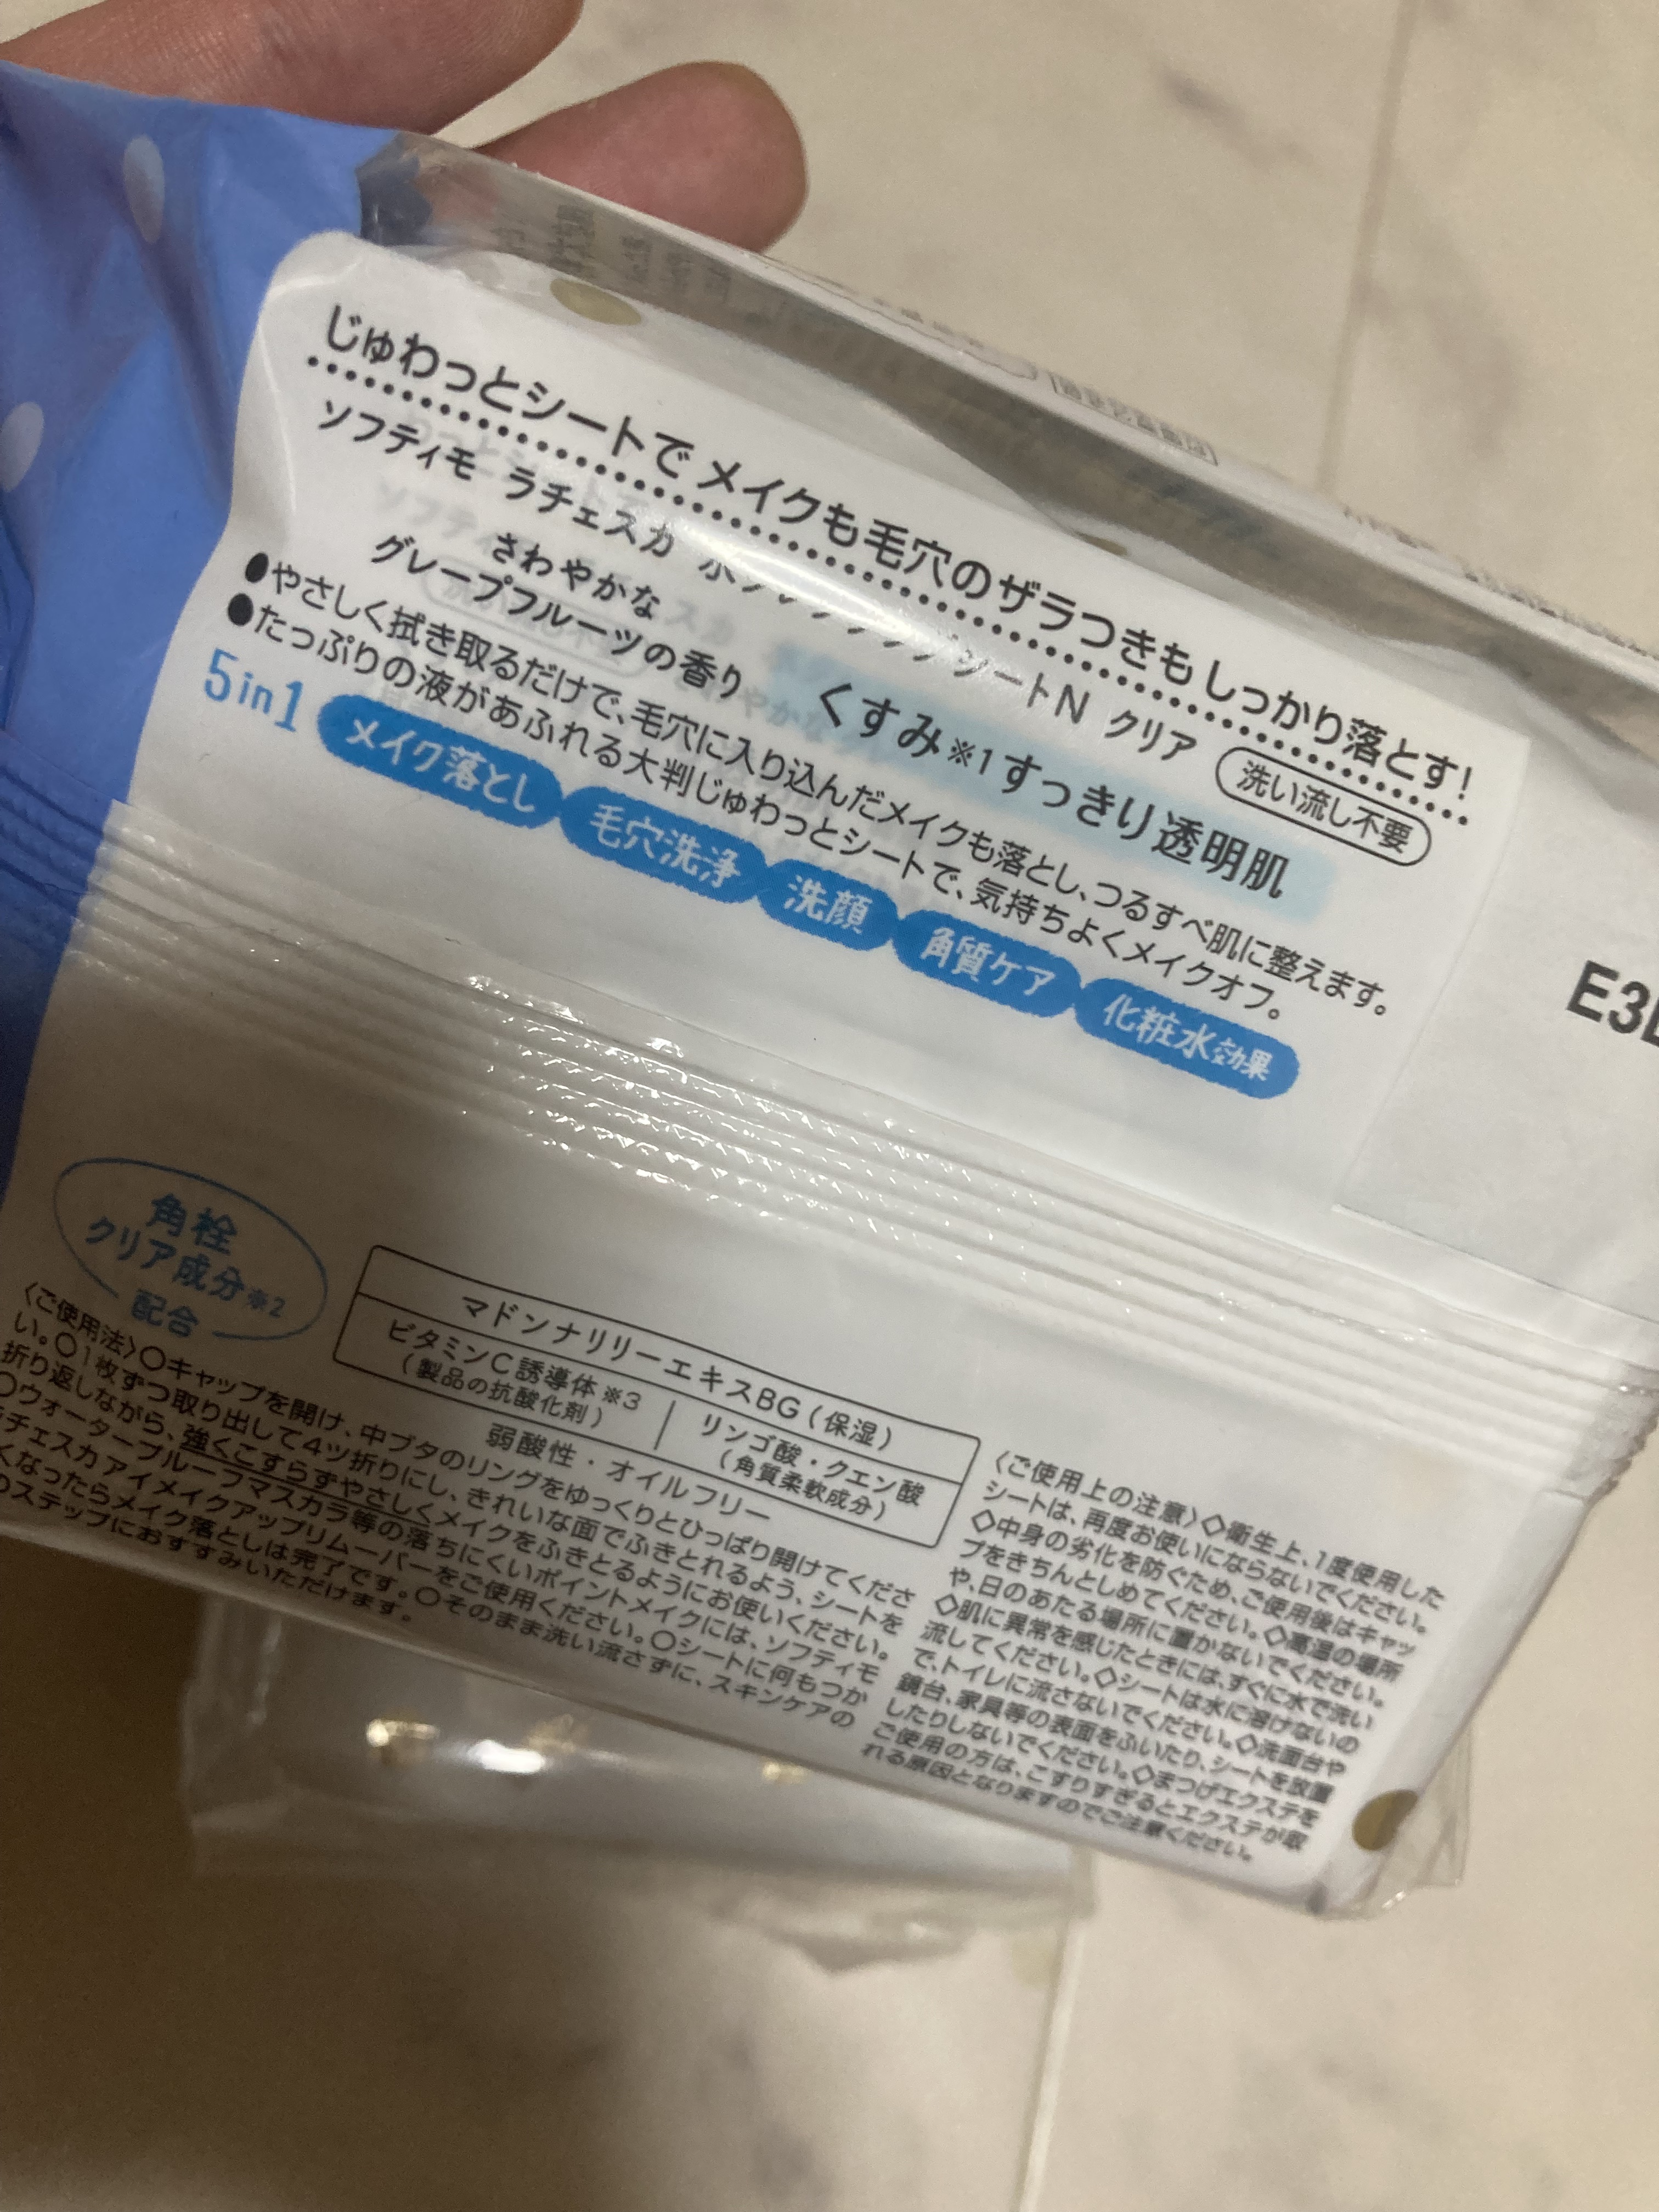 じゅわっとシートで メイクも毛穴のザラつきも しっかり落とす!
ソフティモ ラチェスカ シートN クリア
洗い流し不要
さわやかな
グレープフルーツの香り
くすみ※1すっきり透明肌
●やさしく拭き取るだけで、毛穴に入り込んだメイクも落とし、つるすべ肌に整えます。
●たっぷりの液があふれる大判じゅわっとシートで、気持ちよくメイクオフ。
5in1 メイク落とし 毛穴洗浄 洗顔 角質ケア 化粧水効果
角栓
クリア成分※2
配合
マドンナリリーエキスBG(保湿)
ビタミンC誘導体※3
(製品の抗酸化剤)
リンゴ酸・クエン酸
(角質柔軟成分)
弱酸性・オイルフリー
〈ご使用法〉○キャップを開け、中ブタのリングをゆっくりとひっぱり開けてくださ
い。○1枚ずつ取り出して4ツ折りにし、きれいな面でふきとれるよう、シートを
折り返しながら、強くこすらずやさしくメイクをふきとるようにお使いください。
○ウォータープルーフマスカラ等の落ちにくいポイントメイクには、ソフティモ
チェスカ アイメイクアップリムーバーをご使用ください。○シートに何もつか
くなったらメイク落としは完了です。○そのまま洗い流さずに、スキンケアの
のステップにおすすみいただけます。
〈ご使用上の注意〉◇衛生上、1度使用した
シートは、再度お使いにならないでください。
◇中身の劣化を防ぐため、ご使用後はキャッ
プをきちんとしめてください。◇高温の場所
や、日のあたる場所に置かないでください。
◇肌に異常を感じたときには、すぐに水で洗い
流してください。◇シートは水に溶けないの
で、トイレに流さないでください。◇洗面台や
鏡台、家具等の表面をふいたり、シートを放置
したりしないでください。◇まつげエクステを
ご使用の方は、こすりすぎるとエクステが取
れる原因となりますのでご注意ください。